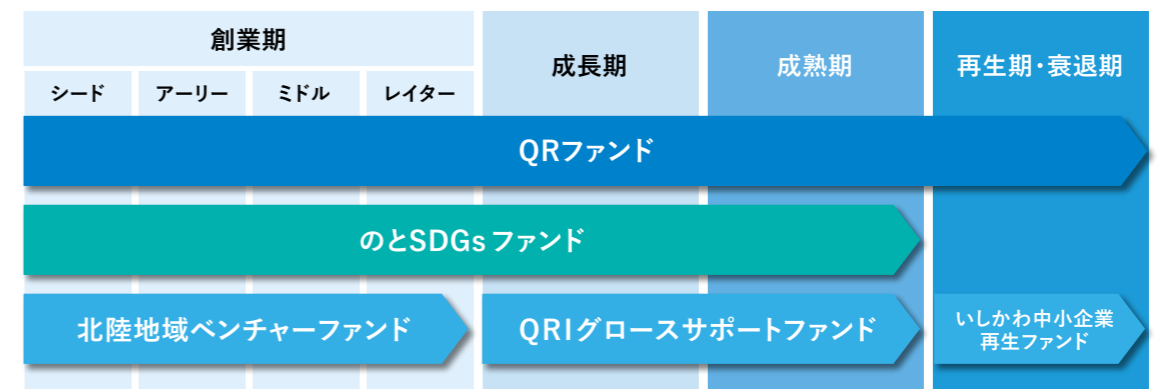 創業期
成長期
成熟期
再生期・衰退期
シード
アーリー
ミドル
レイター
QRファンド
のとSDGsファンド
北陸地域ベンチャーファンド
QRIグロースサポートファンド
いしかわ中小企業
再生ファンド